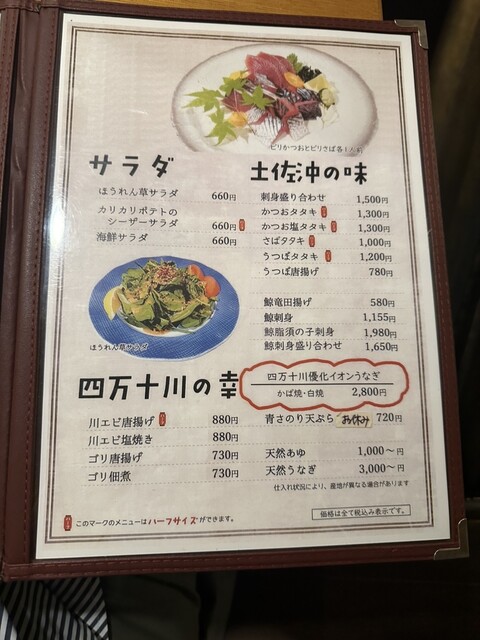 ピリかつおとピリさば各1人前
サラダ
ほうれん草サラダ 660円
カリカリポテトの
シーザーサラダ 660円
海鮮サラダ 660円
ほうれん草サラダ
土佐沖の味
刺身盛り合わせ 1,500円
かつおタタキ 1,300円
かつお塩タタキ 1,300円
さばタタキ 1,000円
うつぼタタキ 1,200円
うつぼ唐揚げ 780円
鯨竜田揚げ 580円
鯨刺身 1,155円
鯨脂須の子刺身 1,980円
鯨刺身盛り合わせ 1,650円
四万十川の幸
四万十川優化イオンうなぎ
かば焼・白焼 2,800円
川エビ唐揚げ 880円
川エビ塩焼き 880円
ゴリ唐揚げ 730円
ゴリ佃煮 730円
青さのり天ぷら お休み 720円
天然あゆ 1,000〜円
天然うなぎ 3,000〜円
仕入れ状況により、産地が異なる場合があります
このマークのメニューはハーフサイズができます。
価格は全て税込み表示です。